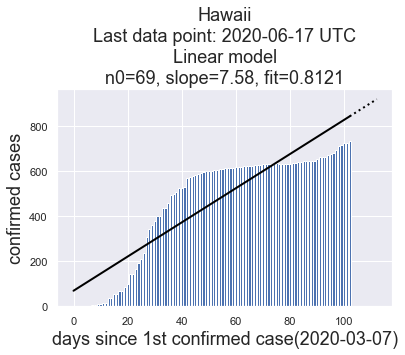 Hawaii
Last data point: 2020-06-17 UTC
Linear model
n0=69, slope=7.58, fit=0.8121
800
600
400
200
0
confirmed cases
0 20 40 60 80 100
days since 1st confirmed case(2020-03-07)